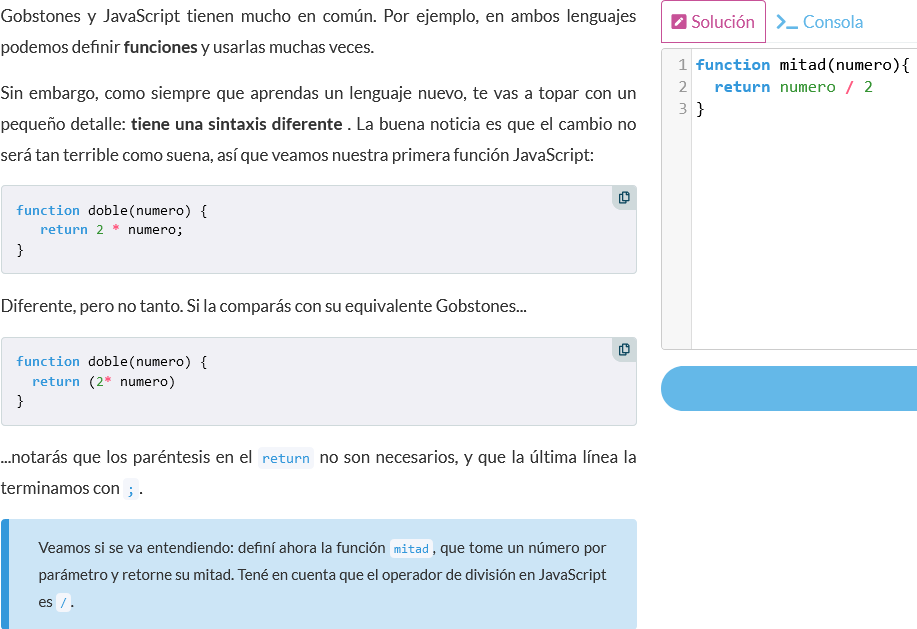 Gobstones y JavaScript tienen mucho en común. Por ejemplo, en ambos lenguajes
podemos definir funciones y usarlas muchas veces.
Sin embargo, como siempre que aprendas un lenguaje nuevo, te vas a topar con un
pequeño detalle: tiene una sintaxis diferente . La buena noticia es que el cambio no
será tan terrible como suena, así que veamos nuestra primera función JavaScript:
function doble(numero) {
return 2 * numero;
}
Diferente, pero no tanto. Si la comparás con su equivalente Gobstones...
function doble(numero) {
return (2* numero)
}
...notarás que los paréntesis en el return no son necesarios, y que la última línea la
terminamos con ; .
Veamos si se va entendiendo: definí ahora la función mitad, que tome un número por
parámetro y retorne su mitad. Tené en cuenta que el operador de división en JavaScript
es / .
Solución >_ Consola
1 function mitad(numero){
2 return numero / 2
3 }